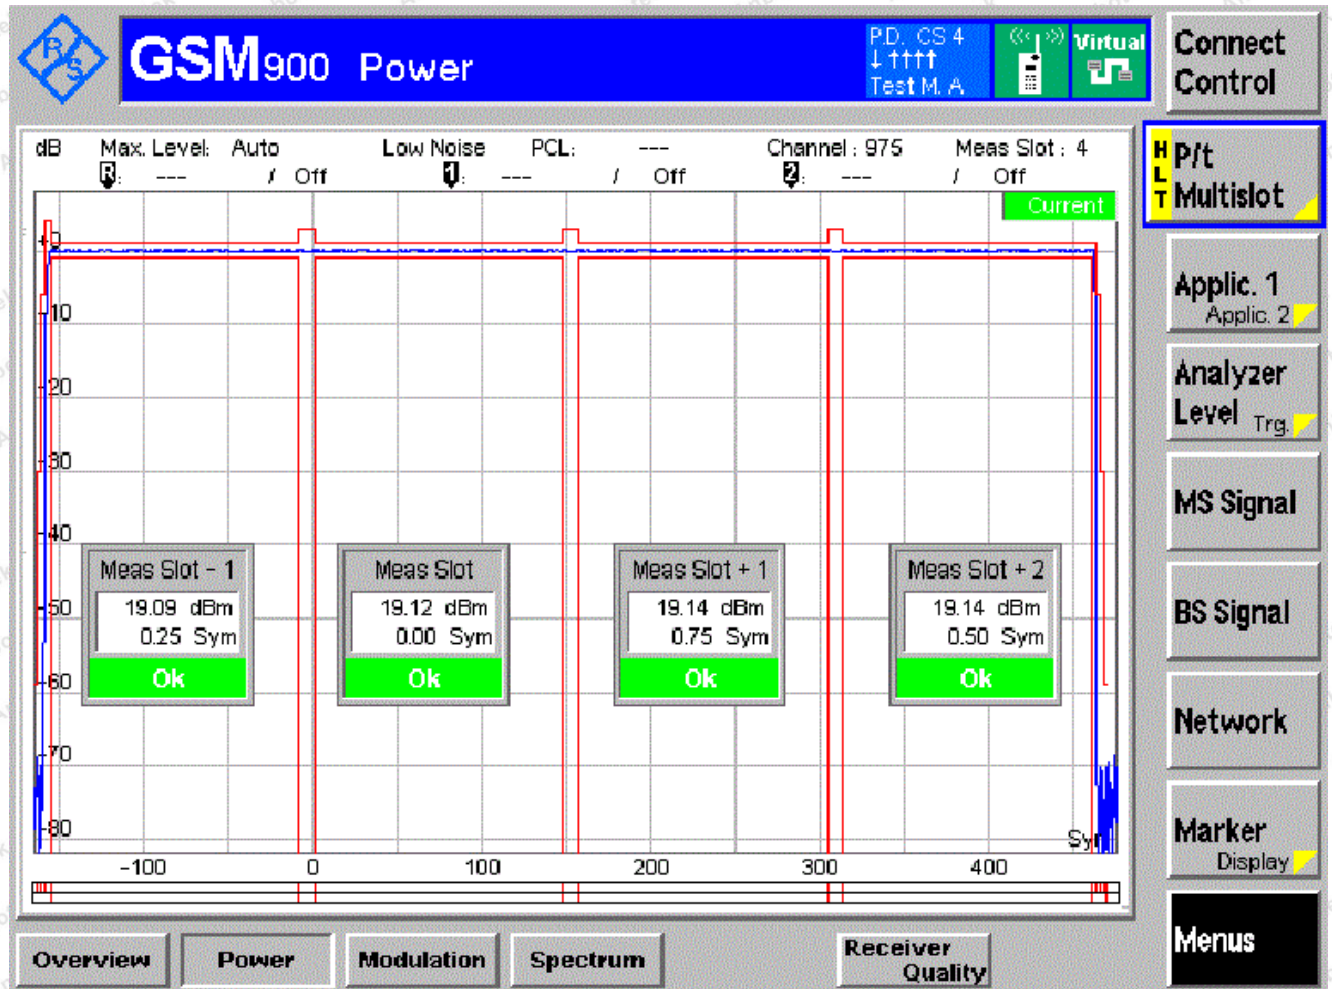 R S
GSM900 Power
P.D. CS 4
↓↑↑↑↑
Test M. A
Virtual
Connect
Control
dB Max. Level: Auto Low Noise PCL: --- Channel : 975 Meas Slot : 4
R: --- / Off 1: --- / Off 2: --- / Off
Current
+0
-10
-20
-30
-40
-50
-60
-70
-80
Meas Slot - 1
19.09 dBm
0.25 Sym
Ok
Meas Slot
19.12 dBm
0.00 Sym
Ok
Meas Slot + 1
19.14 dBm
0.75 Sym
Ok
Meas Slot + 2
19.14 dBm
0.50 Sym
Ok
Sym
-100 0 100 200 300 400
HLT
P/t
Multislot
Applic. 1
Applic. 2
Analyzer
Level Trg.
MS Signal
BS Signal
Network
Marker
Display
Menus
Overview Power Modulation Spectrum Receiver
Quality